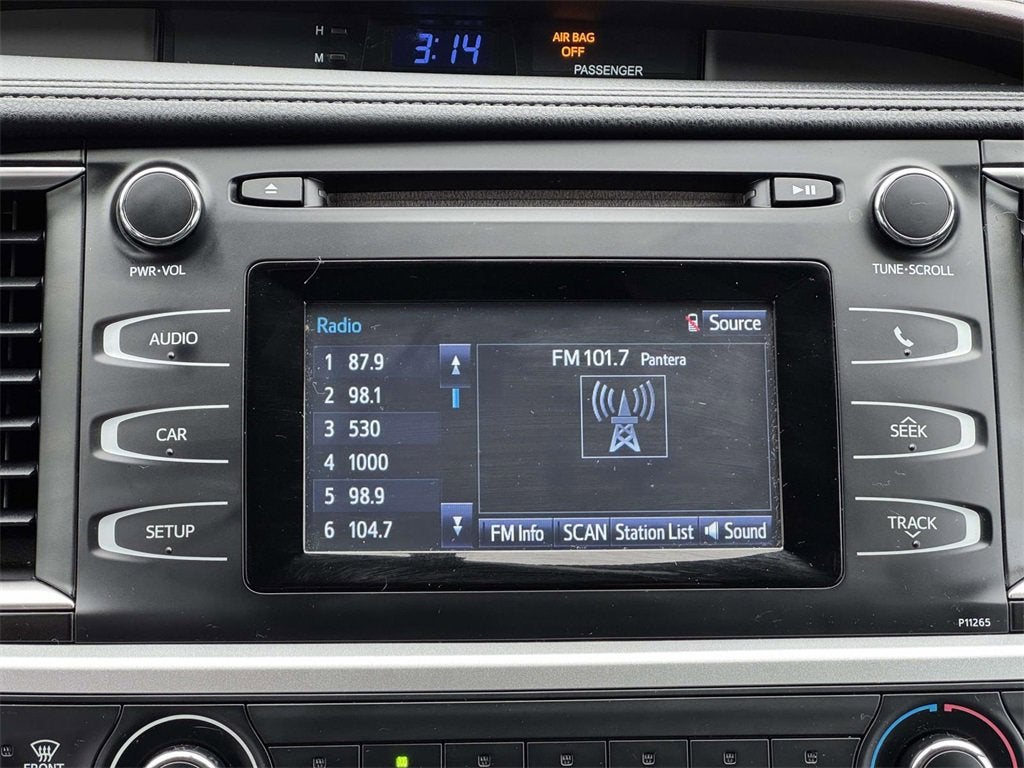 H
3:14
AIR BAG
OFF
M
PASSENGER
PWR•VOL
TUNE•SCROLL
AUDIO
CAR
SETUP
Radio
Source
1 87.9
2 98.1
3 530
4 1000
5 98.9
6 104.7
FM 101.7 Pantera
FM Info
SCAN
Station List
Sound
SEEK
TRACK
P11265
FRONT